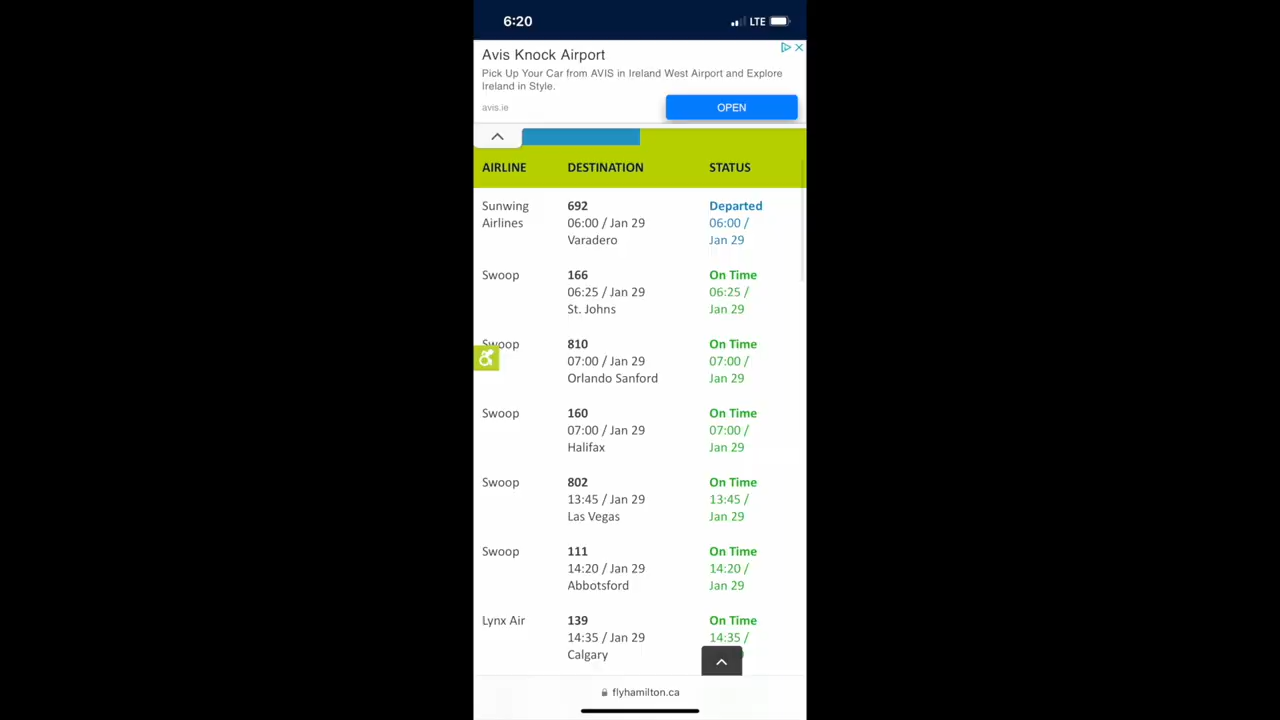 6:20
LTE
Avis Knock Airport
Pick Up Your Car from AVIS in Ireland West Airport and Explore
Ireland in Style.
avis.ie
OPEN
AIRLINE DESTINATION STATUS
Sunwing 692 Departed
Airlines 06:00 / Jan 29 06:00 /
Varadero Jan 29
Swoop 166 On Time
06:25 / Jan 29 06:25 /
St. Johns Jan 29
Swoop 810 On Time
07:00 / Jan 29 07:00 /
Orlando Sanford Jan 29
Swoop 160 On Time
07:00 / Jan 29 07:00 /
Halifax Jan 29
Swoop 802 On Time
13:45 / Jan 29 13:45 /
Las Vegas Jan 29
Swoop 111 On Time
14:20 / Jan 29 14:20 /
Abbotsford Jan 29
Lynx Air 139 On Time
14:35 / Jan 29 14:35 /
Calgary
flyhamilton.ca